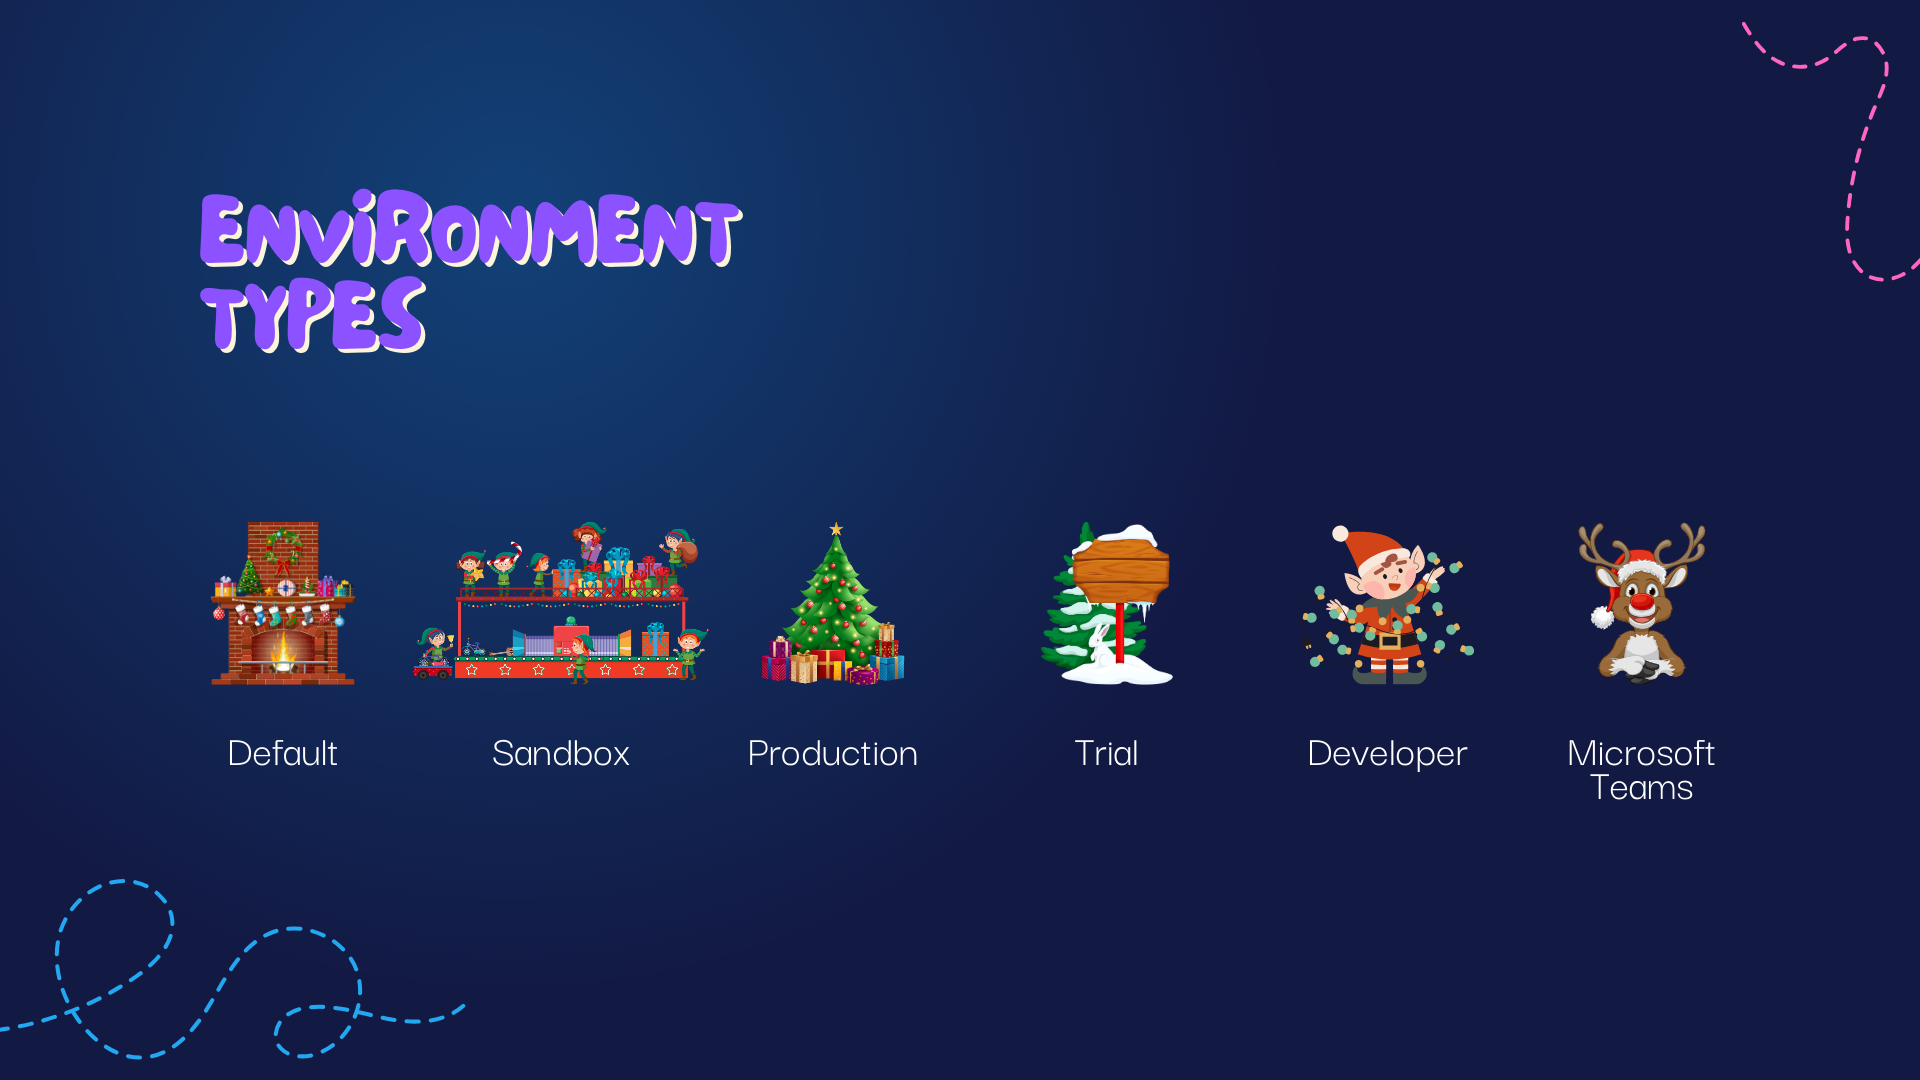 ENViRONMENT
TYPES
Default
Sandbox
Production
Trial
Developer
Microsoft
Teams